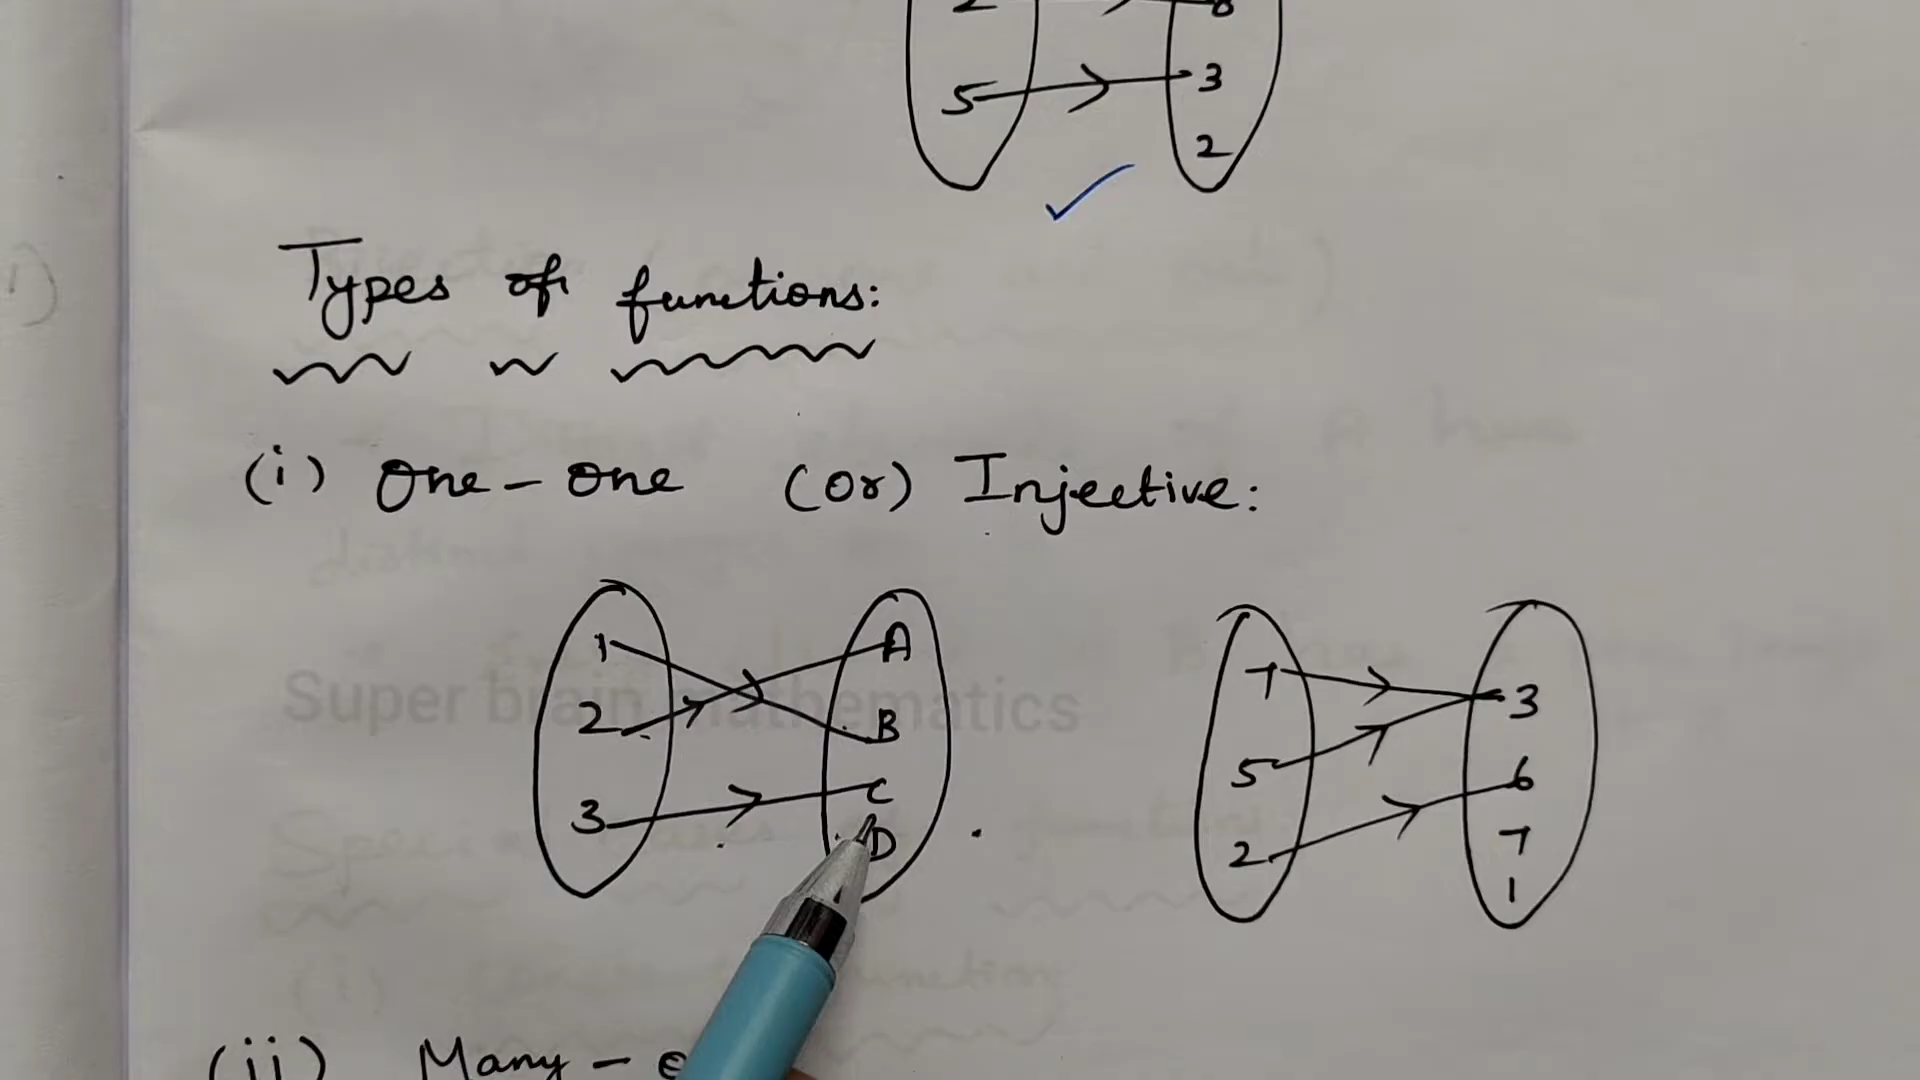 5 3
2
Types of functions:
(i) One-One (or) Injective:
1 A
2 B
3 C
D
7 3
5 6
2 7
1
Super brain mathematics
(ii) Many-